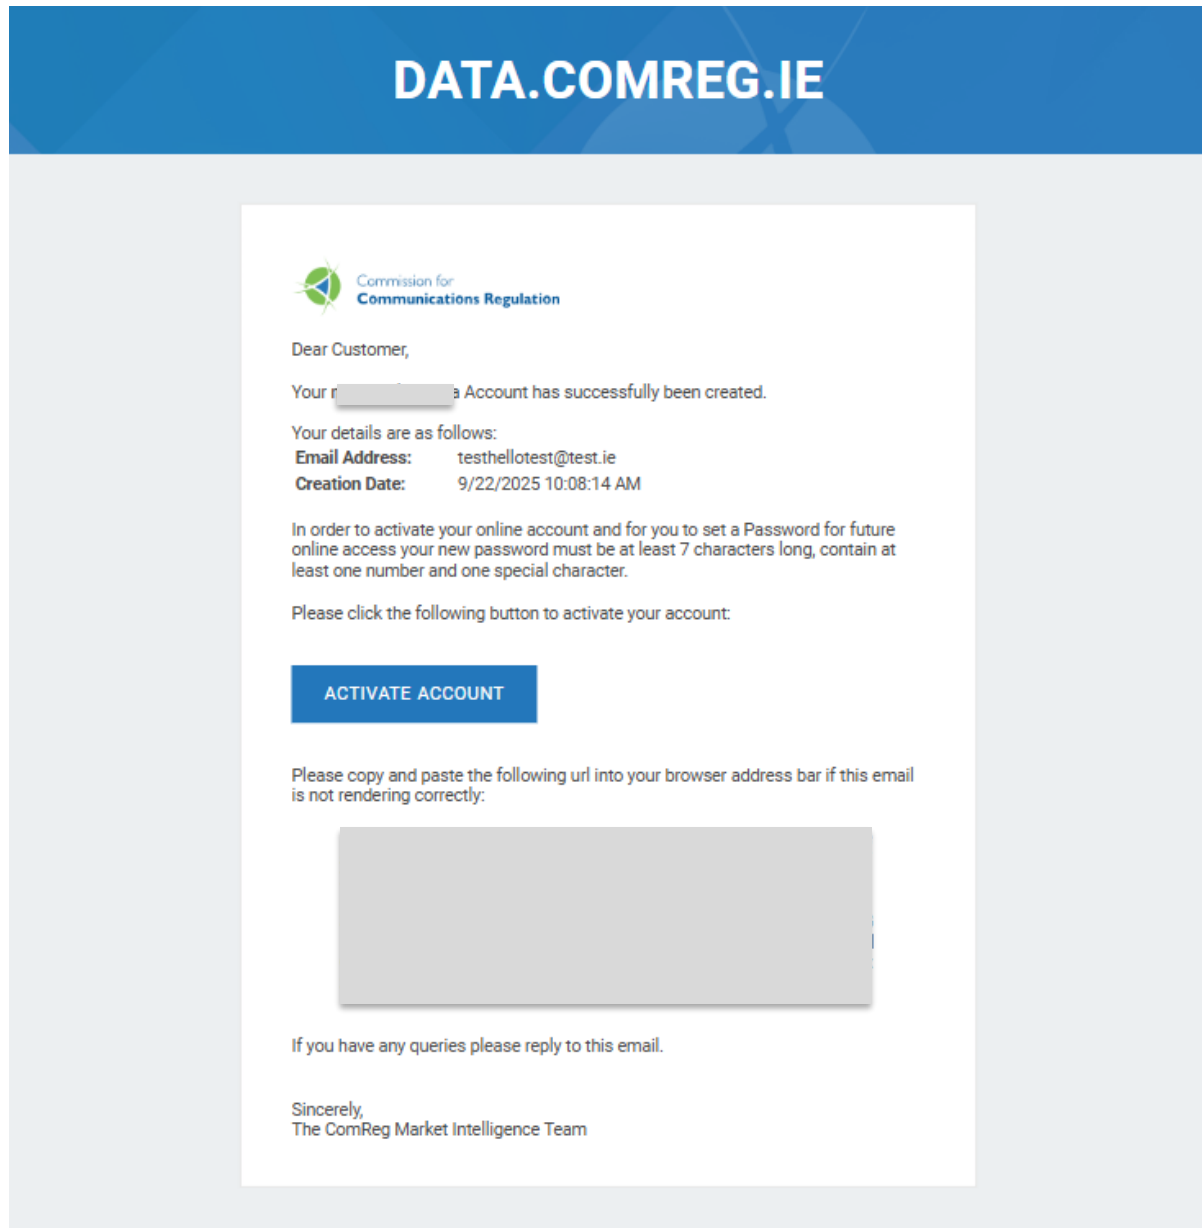 DATA.COMREG.IE
Commission for
Communications Regulation
Dear Customer,
Your Account has successfully been created.
Your details are as follows:
Email Address: testhellotest@test.ie
Creation Date: 9/22/2025 10:08:14 AM
In order to activate your online account and for you to set a Password for future
online access your new password must be at least 7 characters long, contain at
least one number and one special character.
Please click the following button to activate your account:
ACTIVATE ACCOUNT
Please copy and paste the following url into your browser address bar if this email
is not rendering correctly:
If you have any queries please reply to this email.
Sincerely,
The ComReg Market Intelligence Team